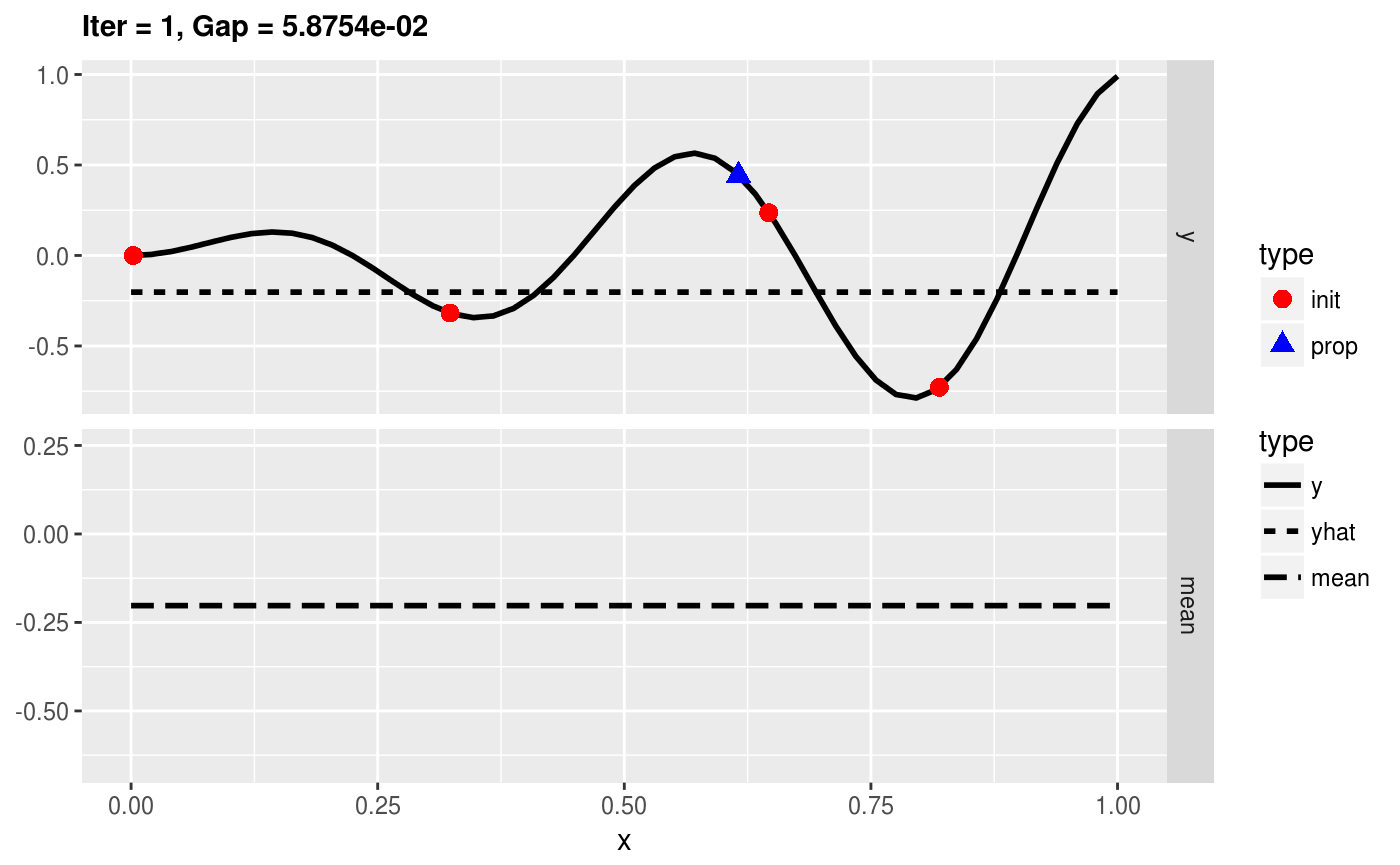 Iter = 1, Gap = 5.8754e-02
1.0
0.5
0.0
-0.5
y
0.25
0.00
-0.25
-0.50
mean
0.00 0.25 0.50 0.75 1.00
x
type
init
prop
type
y
yhat
mean